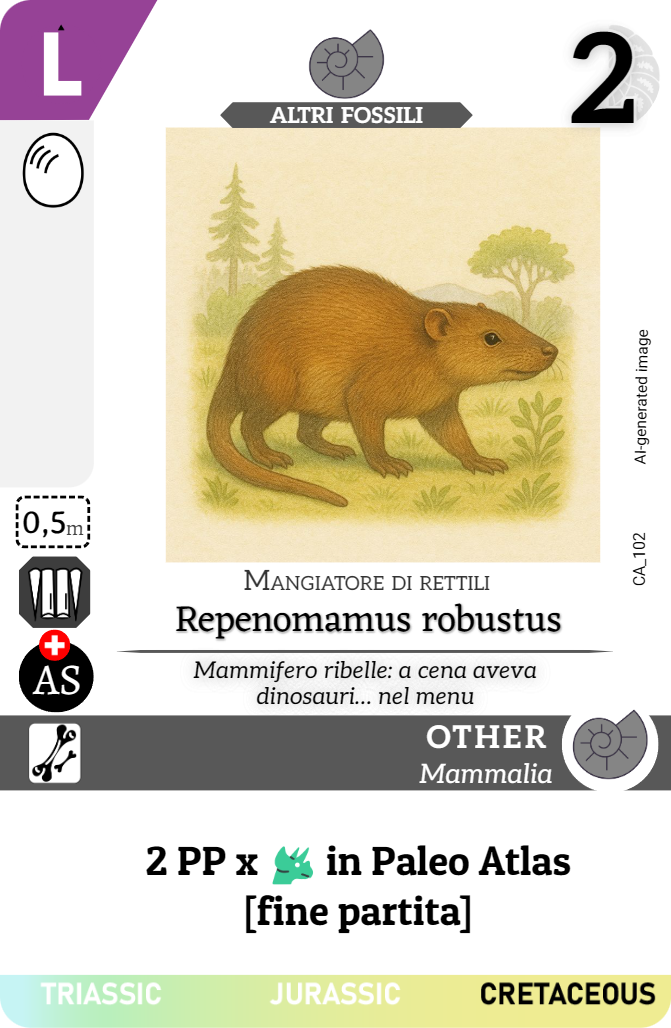 L
2
ALTRI FOSSILI
AI-generated image
CA_102
0,5m
AS
Mangiatore di rettili
Repenomamus robustus
Mammifero ribelle: a cena aveva
dinosauri... nel menu
OTHER
Mammalia
2 PP x in Paleo Atlas
[fine partita]
TRIASSIC JURASSIC CRETACEOUS